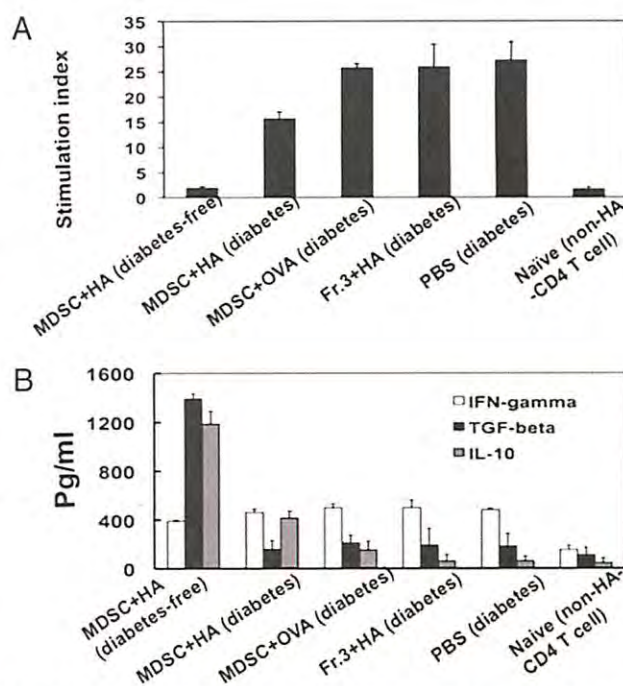 A
Stimulation index
35
30
25
20
15
10
5
0
MDSC+HA (diabetes-free)
MDSC+HA (diabetes)
MDSC+OVA (diabetes)
Fr.3+HA (diabetes)
PBS (diabetes)
Naïve (non-HA
-CD4 T cell)
B
Pg/ml
1600
1200
800
400
0
IFN-gamma
TGF-beta
IL-10
MDSC+HA
(diabetes-free)
MDSC+HA (diabetes)
MDSC+OVA (diabetes)
Fr.3+HA (diabetes)
PBS (diabetes)
Naive (non-HA-
CD4 T cell)